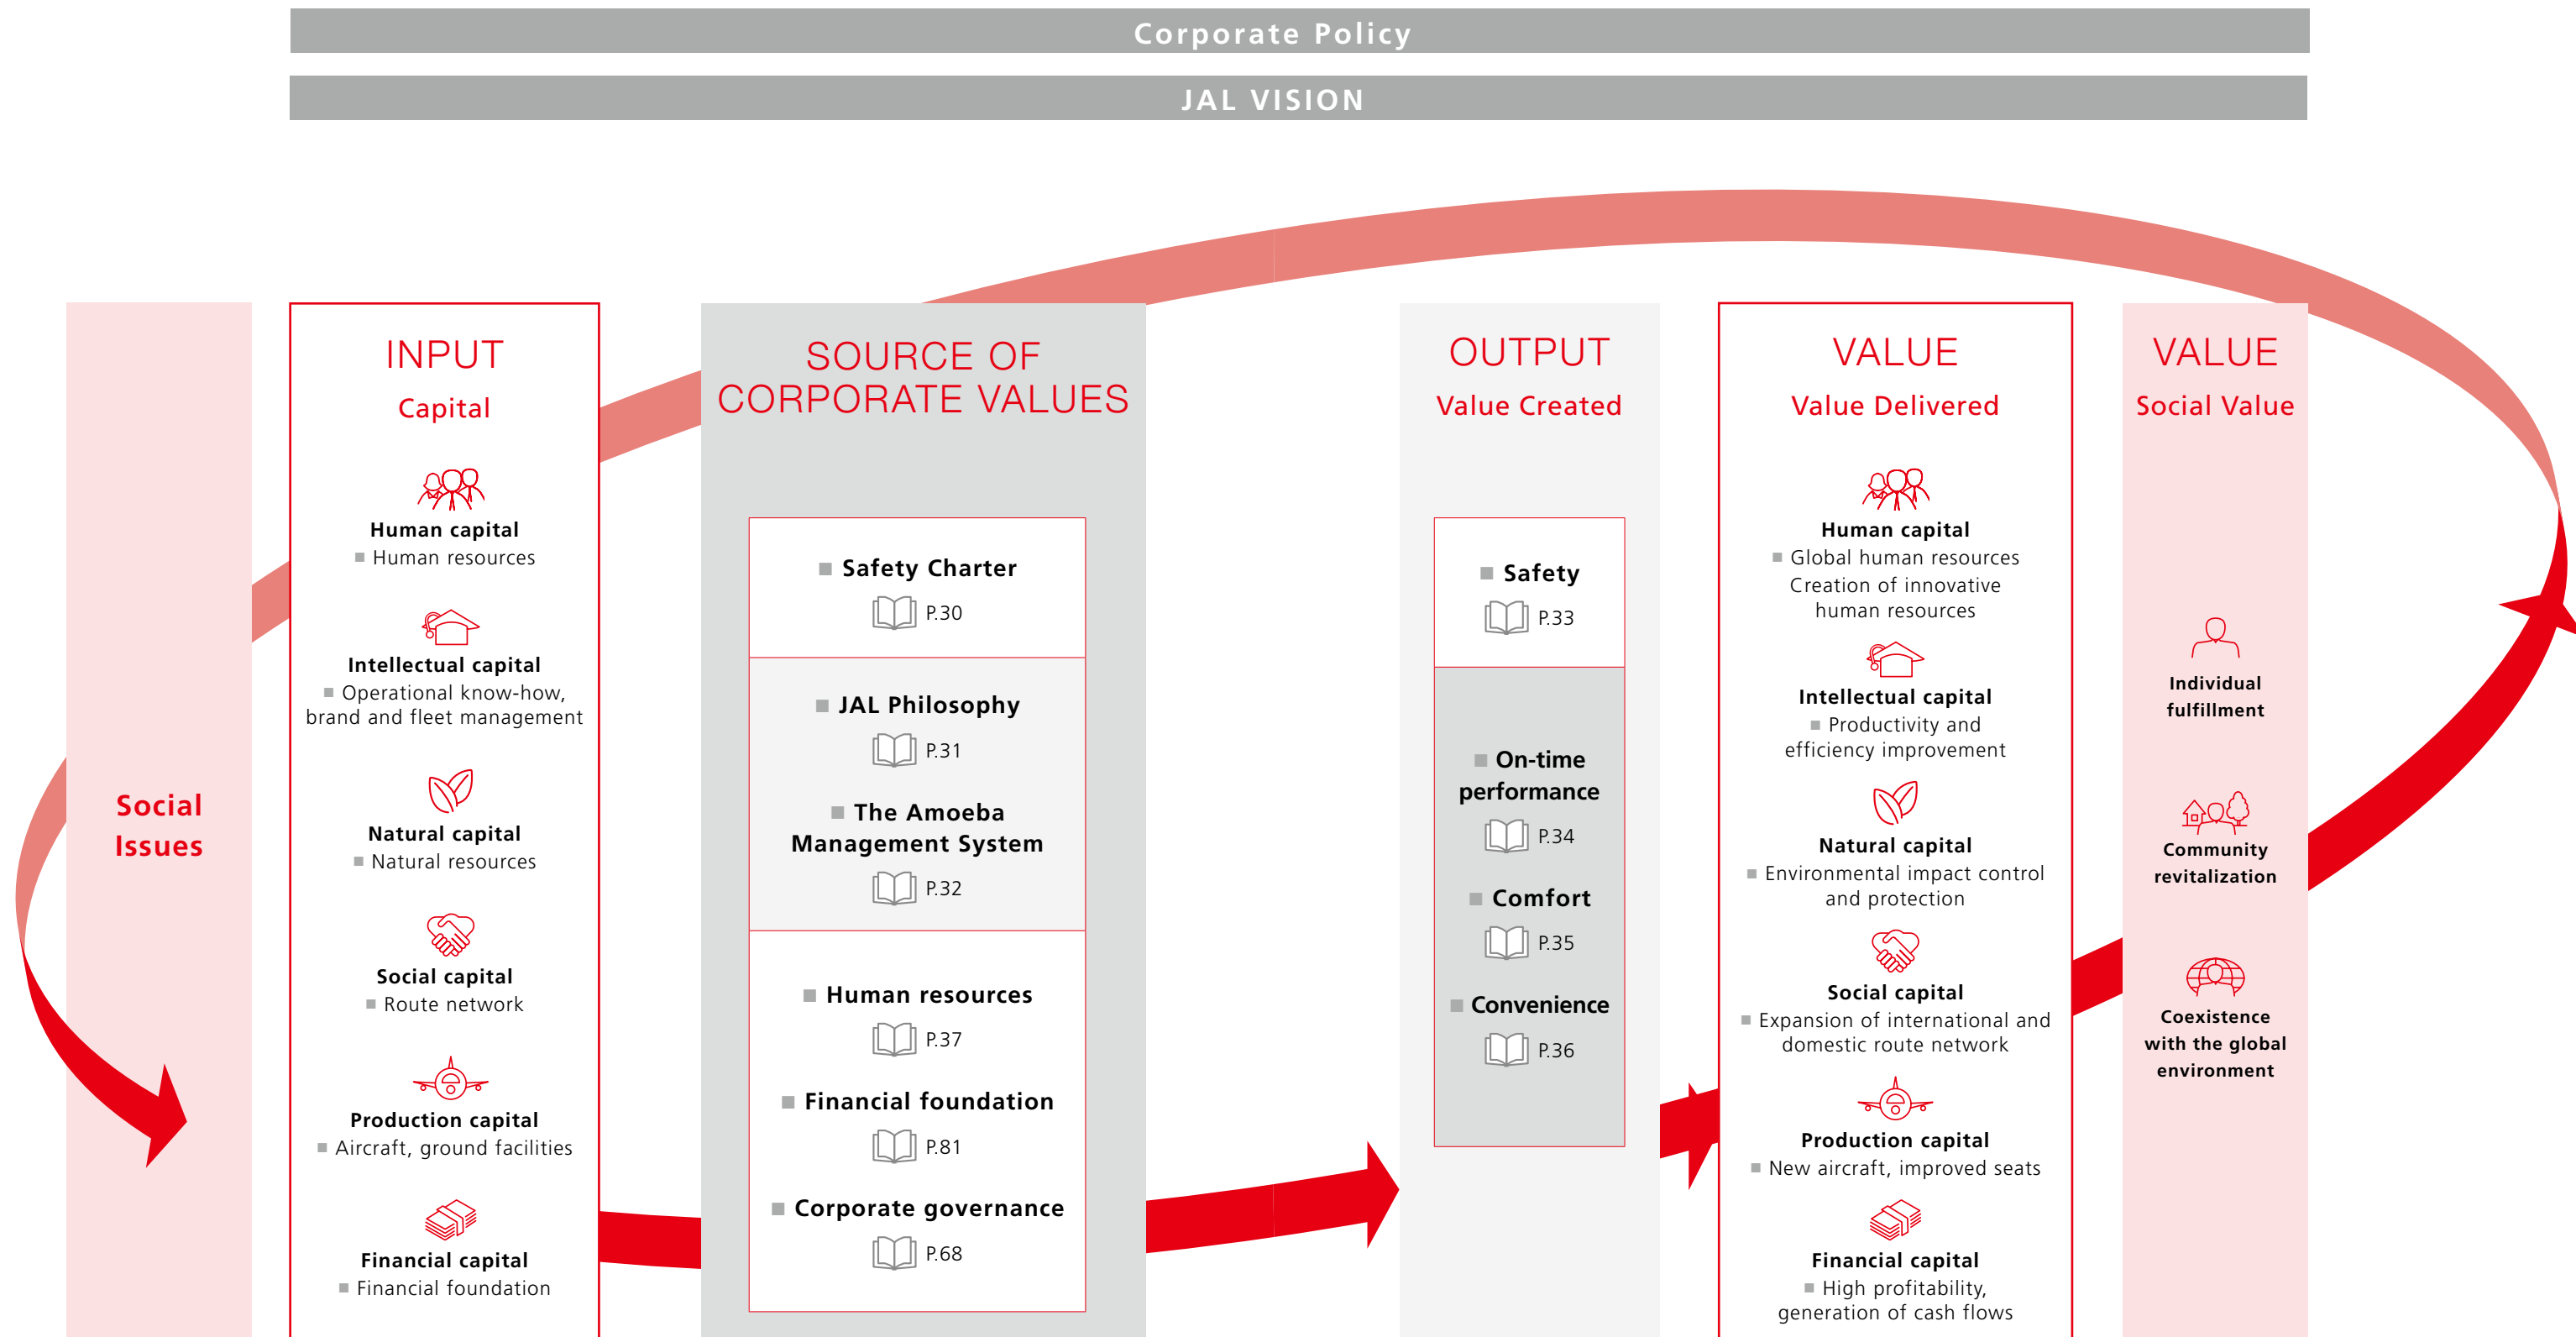 Corporate Policy
JAL VISION
Social
Issues
INPUT
Capital
Human capital
■ Human resources
Intellectual capital
■ Operational know-how,
brand and fleet management
Natural capital
■ Natural resources
Social capital
■ Route network
Production capital
■ Aircraft, ground facilities
Financial capital
■ Financial foundation
SOURCE OF
CORPORATE VALUES
■ Safety Charter
P.30
■ JAL Philosophy
P.31
■ The Amoeba
Management System
P.32
■ Human resources
P.37
■ Financial foundation
P.81
■ Corporate governance
P.68
OUTPUT
Value Created
■ Safety
P.33
■ On-time
performance
P.34
■ Comfort
P.35
■ Convenience
P.36
VALUE
Value Delivered
Human capital
■ Global human resources
Creation of innovative
human resources
Intellectual capital
■ Productivity and
efficiency improvement
Natural capital
■ Environmental impact control
and protection
Social capital
■ Expansion of international and
domestic route network
Production capital
■ New aircraft, improved seats
Financial capital
■ High profitability,
generation of cash flows
VALUE
Social Value
Individual
fulfillment
Community
revitalization
Coexistence
with the global
environment